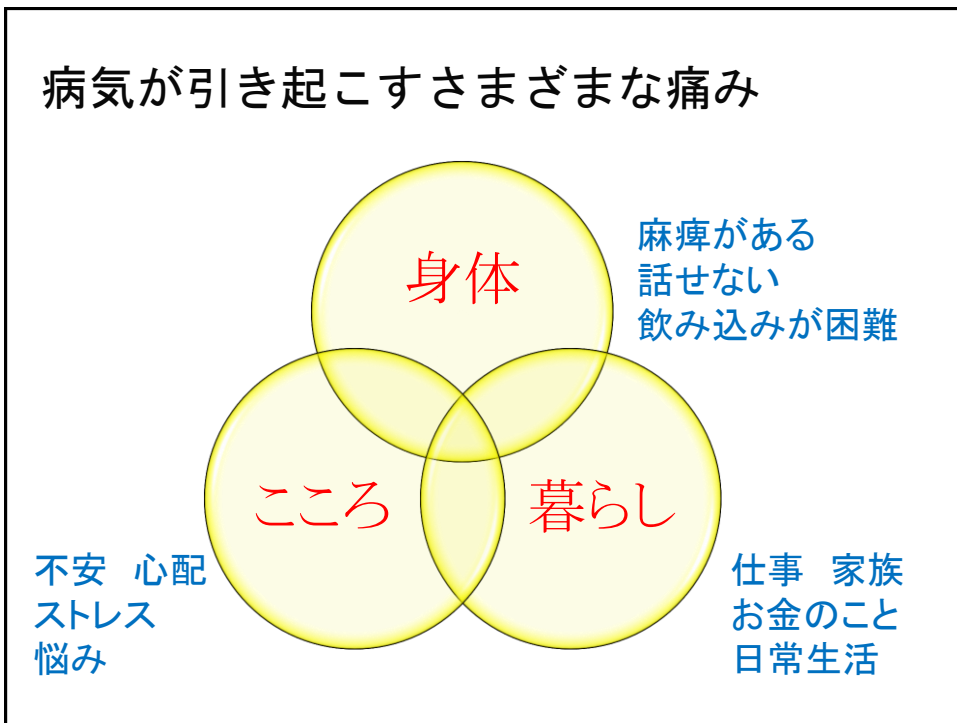 病気が引き起こすさまざまな痛み
身体
麻痺がある
話せない
飲み込みが困難
こころ
暮らし
不安　心配
ストレス
悩み
仕事　家族
お金のこと
日常生活